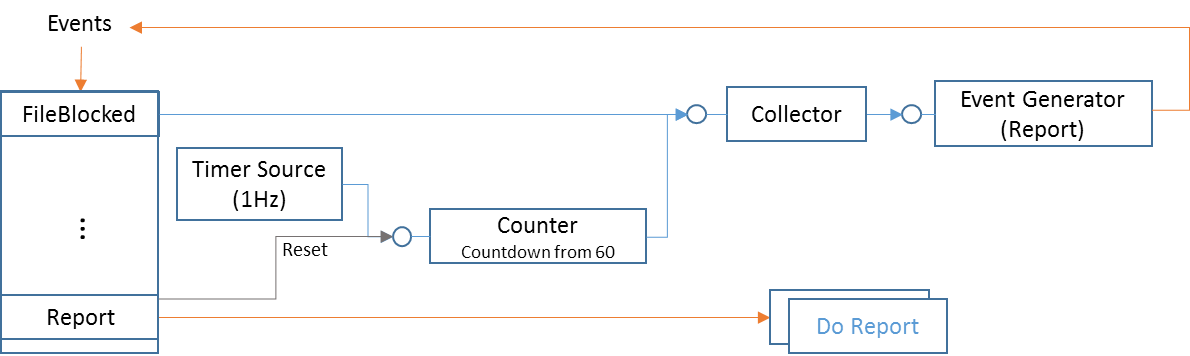 Events
FileBlocked
Collector
Event Generator
(Report)
Timer Source
(1Hz)
⋮
Counter
Countdown from 60
Reset
Report
Do Report